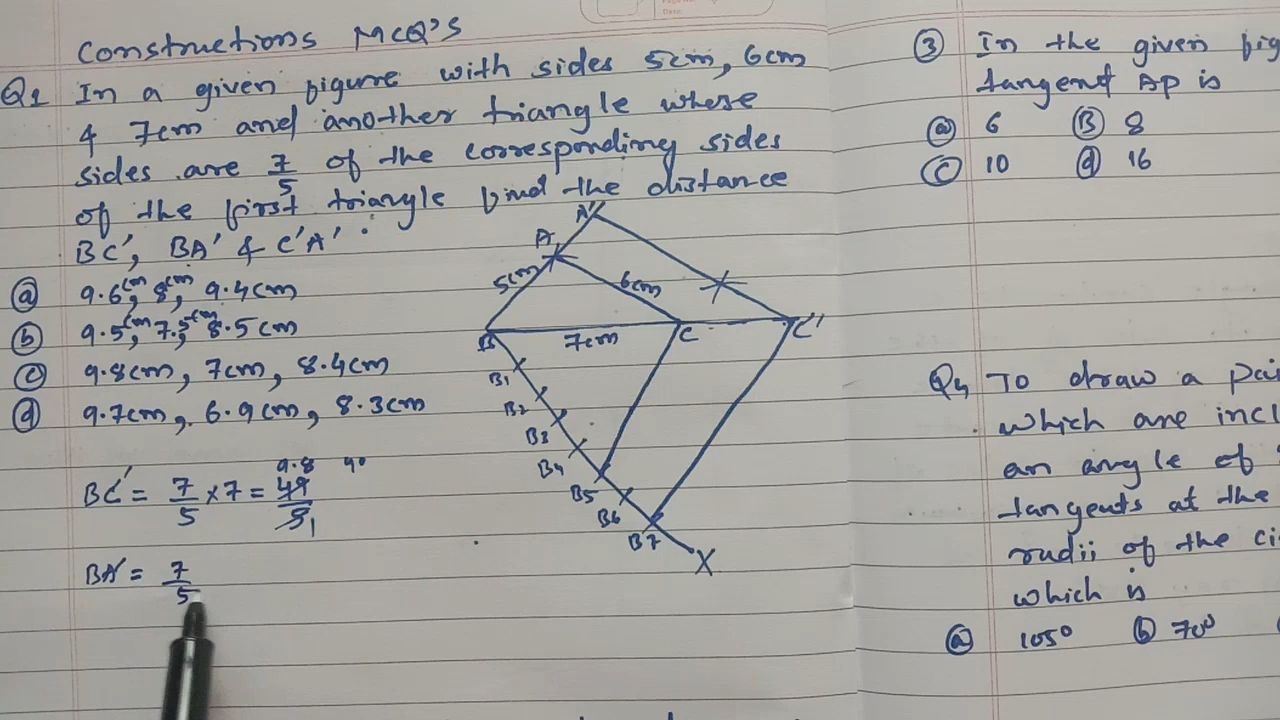 Constructions MCQ'S
Q1 In a given figure with sides 5cm, 6cm
& 7cm and another triangle whose
sides are 7/5 of the corresponding sides
of the first triangle find the distance
BC', BA' & C'A'.
(a) 9.6cm, 8cm, 9.4cm
(b) 9.5cm, 7.5cm, 8.5cm
(c) 9.8cm, 7cm, 8.4cm
(d) 9.7cm, 6.9cm, 8.3cm
A'
A
5cm
6cm
B
7cm
C
C'
B1
B2
B3
B4
B5
B6
B7
X
9.8 40
BC' = 7/5 x 7 = 49/5 1
BA' = 7/5
(3) In the given fig
tangent AP is
(a) 6 (B) 8
(c) 10 (d) 16
Q4 To draw a pai
which are incl
an angle of
tangents at the
radii of the ci
which is
(a) 105° (b) 70°